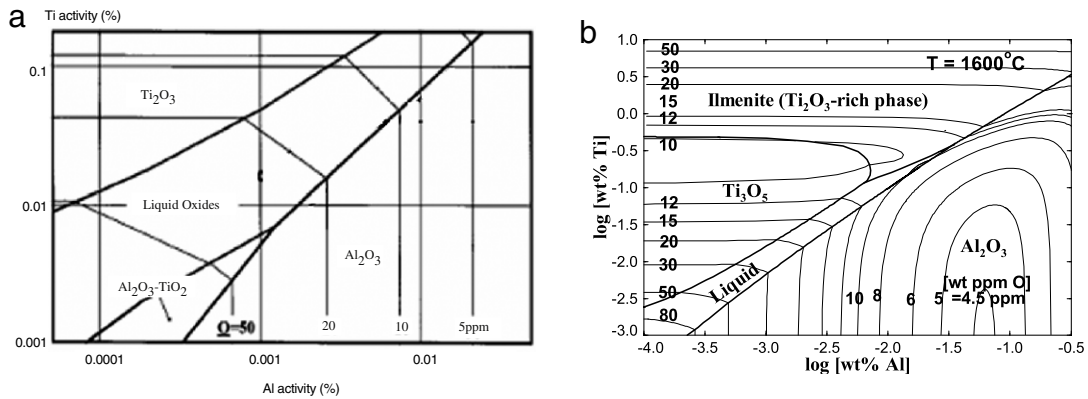 a
Ti activity (%)
0.1
Ti₂O₃
0.01
Liquid Oxides
Al₂O₃
Al₂O₃-TiO₂
O=50
20
10
5ppm
0.001
0.0001
0.001
0.01
Al activity (%)
b
1.0
0.5
0.0
-0.5
-1.0
-1.5
-2.0
-2.5
-3.0
log [wt% Ti]
50
30
20
15
12
10
12
15
20
30
50
80
T = 1600°C
Ilmenite (Ti₂O₃-rich phase)
Ti₃O₅
Liquid
Al₂O₃
[wt ppm O]
10
8
6
5
=4.5 ppm
-4.0
-3.5
-3.0
-2.5
-2.0
-1.5
-1.0
-0.5
log [wt% Al]